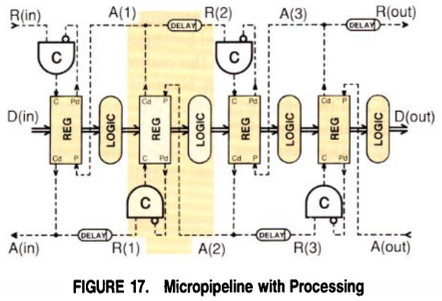 R(in) A(1) DELAY R(2) A(3) DELAY R(out)
C C
D(in) C Pd REG Cd P LOGIC Cd P REG C Pd LOGIC C Pd REG Cd P LOGIC Cd P REG C Pd LOGIC D(out)
C C
A(in) DELAY R(1) A(2) DELAY R(3) A(out)
FIGURE 17. Micropipeline with Processing